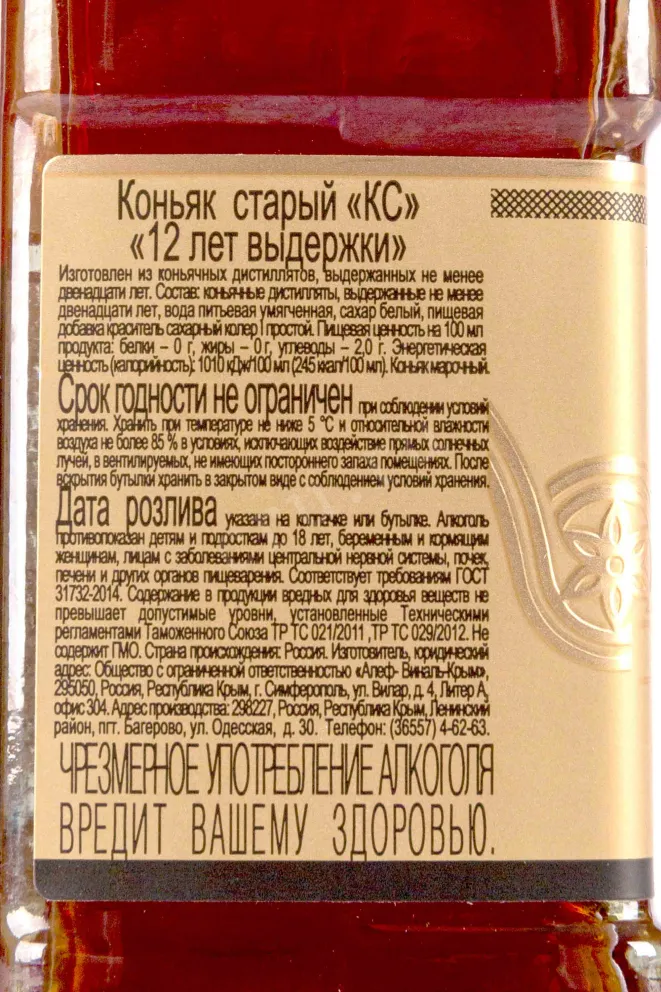 Коньяк старый «КС»
«12 лет выдержки»
Изготовлен из коньячных дистиллятов, выдержанных не менее
двенадцати лет. Состав: коньячные дистилляты, выдержанные не менее
двенадцати лет, вода питьевая умягченная, сахар белый, пищевая
добавка краситель сахарный колер I простой. Пищевая ценность на 100 мл
продукта: белки – 0 г, жиры – 0 г, углеводы – 2,0 г. Энергетическая
ценность (калорийность): 1010 кДж/100 мл (245 ккал/100 мл). Коньяк марочный.
Срок годности не ограничен при соблюдении условий
хранения. Хранить при температуре не ниже 5 °С и относительной влажности
воздуха не более 85 % в условиях, исключающих воздействие прямых солнечных
лучей, в вентилируемых, не имеющих постороннего запаха помещениях. После
вскрытия бутылки хранить в закрытом виде с соблюдением условий хранения.
Дата розлива указана на колпачке или бутылке. Алкоголь
противопоказан детям и подросткам до 18 лет, беременным и кормящим
женщинам, лицам с заболеваниями центральной нервной системы, почек,
печени и других органов пищеварения. Соответствует требованиям ГОСТ
31732-2014. Содержание в продукции вредных для здоровья веществ не
превышает допустимые уровни, установленные Техническими
регламентами Таможенного Союза ТР ТС 021/2011 ,ТР ТС 029/2012. Не
содержит ГМО. Страна происхождения: Россия. Изготовитель, юридический
адрес: Общество с ограниченной ответственностью «Алеф- Виналь-Крым»,
295050, Россия, Республика Крым, г. Симферополь, ул. Вилар, д. 4, Литер А,
офис 304. Адрес производства: 298227, Россия, Республика Крым, Ленинский
район, пгт. Багерово, ул. Одесская, д. 30. Телефон: (36557) 4-62-63.
ЧРЕЗМЕРНОЕ УПОТРЕБЛЕНИЕ АЛКОГОЛЯ
ВРЕДИТ ВАШЕМУ ЗДОРОВЬЮ.